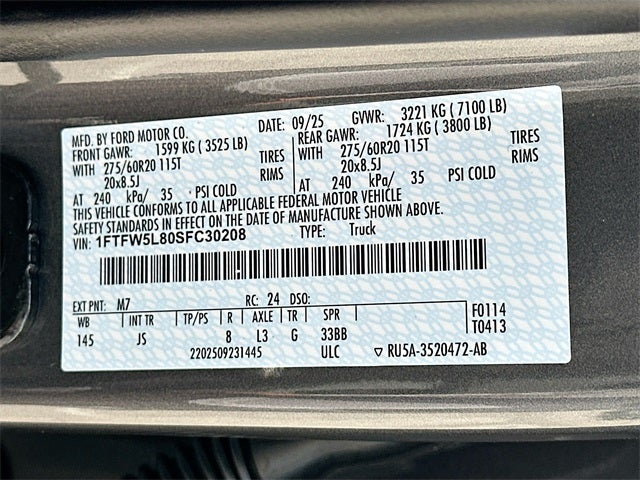 MFD. BY FORD MOTOR CO. DATE: 09/25 GVWR: 3221 KG ( 7100 LB)
FRONT GAWR: 1599 KG ( 3525 LB) REAR GAWR: 1724 KG ( 3800 LB)
WITH 275/60R20 115T TIRES WITH 275/60R20 115T TIRES
20x8.5J RIMS 20x8.5J RIMS
AT 240 kPa/ 35 PSI COLD AT 240 kPa/ 35 PSI COLD
THIS VEHICLE CONFORMS TO ALL APPLICABLE FEDERAL MOTOR VEHICLE
SAFETY STANDARDS IN EFFECT ON THE DATE OF MANUFACTURE SHOWN ABOVE.
VIN: 1FTFW5L80SFC30208 TYPE: Truck
EXT PNT: M7 RC: 24 DSO:
WB INT TR TP/PS R AXLE TR SPR F0114
145 JS 8 L3 G 33BB T0413
2202509231445 ULC ▽ RU5A-3520472-AB